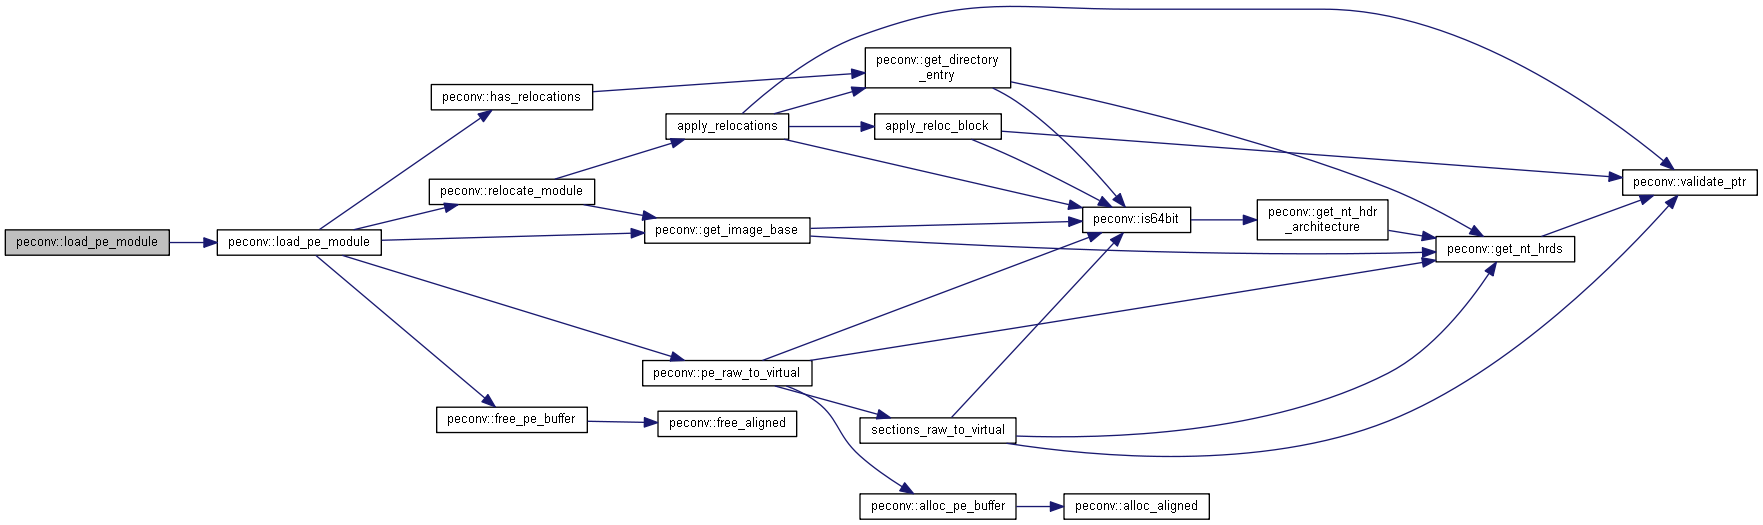 peconv::load_pe_module
peconv::load_pe_module
peconv::has_relocations
peconv::relocate_module
peconv::free_pe_buffer
apply_relocations
peconv::get_image_base
peconv::pe_raw_to_virtual
peconv::free_aligned
peconv::get_directory
_entry
apply_reloc_block
sections_raw_to_virtual
peconv::alloc_pe_buffer
peconv::is64bit
peconv::alloc_aligned
peconv::get_nt_hdr
_architecture
peconv::get_nt_hrds
peconv::validate_ptr